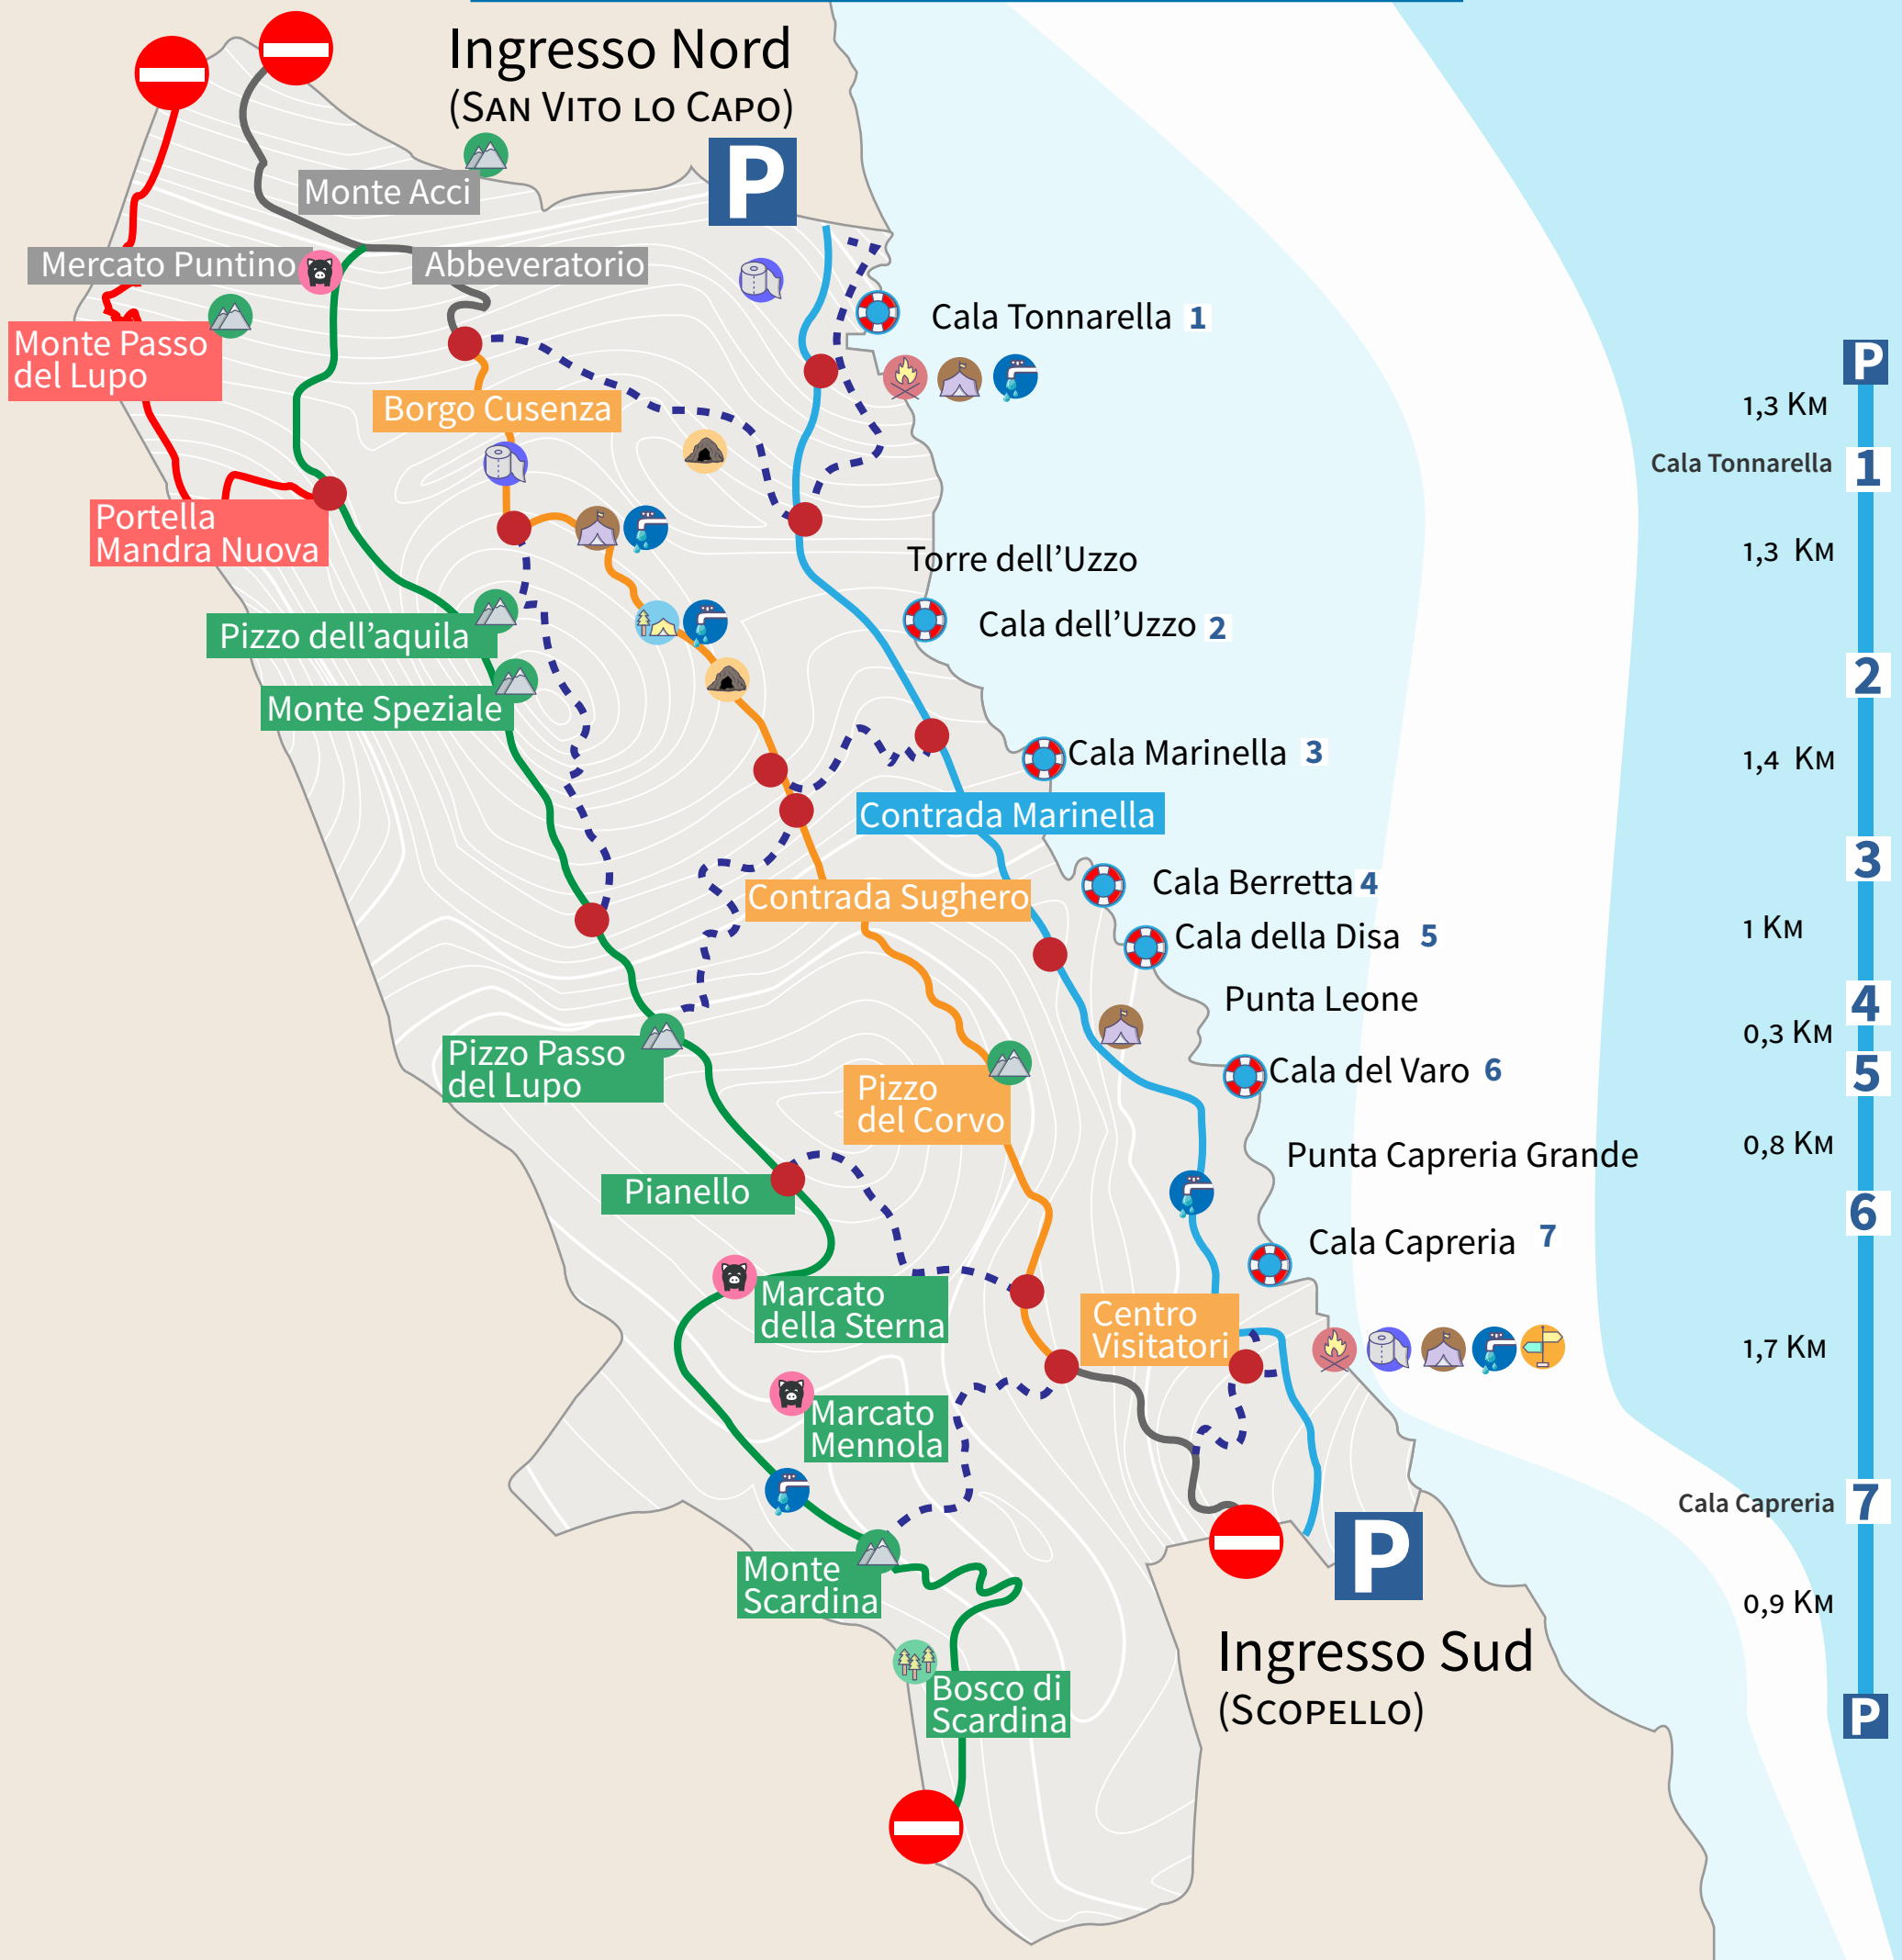 Ingresso Nord
(San Vito lo Capo)
P
Monte Acci
Mercato Puntino
Abbeveratorio
Cala Tonnarella 1
Monte Passo
del Lupo
Borgo Cusenza
Portella
Mandra Nuova
Torre dell’Uzzo
Cala dell’Uzzo 2
Pizzo dell’aquila
Monte Speziale
Cala Marinella 3
Contrada Marinella
Cala Berretta 4
Contrada Sughero
Cala della Disa 5
Punta Leone
Pizzo Passo
del Lupo
Cala del Varo 6
Pizzo
del Corvo
Punta Capreria Grande
Pianello
Cala Capreria 7
Marcato
della Sterna
Centro
Visitatori
Marcato
Mennola
Monte
Scardina
P
Ingresso Sud
(Scopello)
Bosco di
Scardina
P
1,3 Km
Cala Tonnarella 1
1,3 Km
2
1,4 Km
3
1 Km
4
0,3 Km
5
0,8 Km
6
1,7 Km
Cala Capreria 7
0,9 Km
P